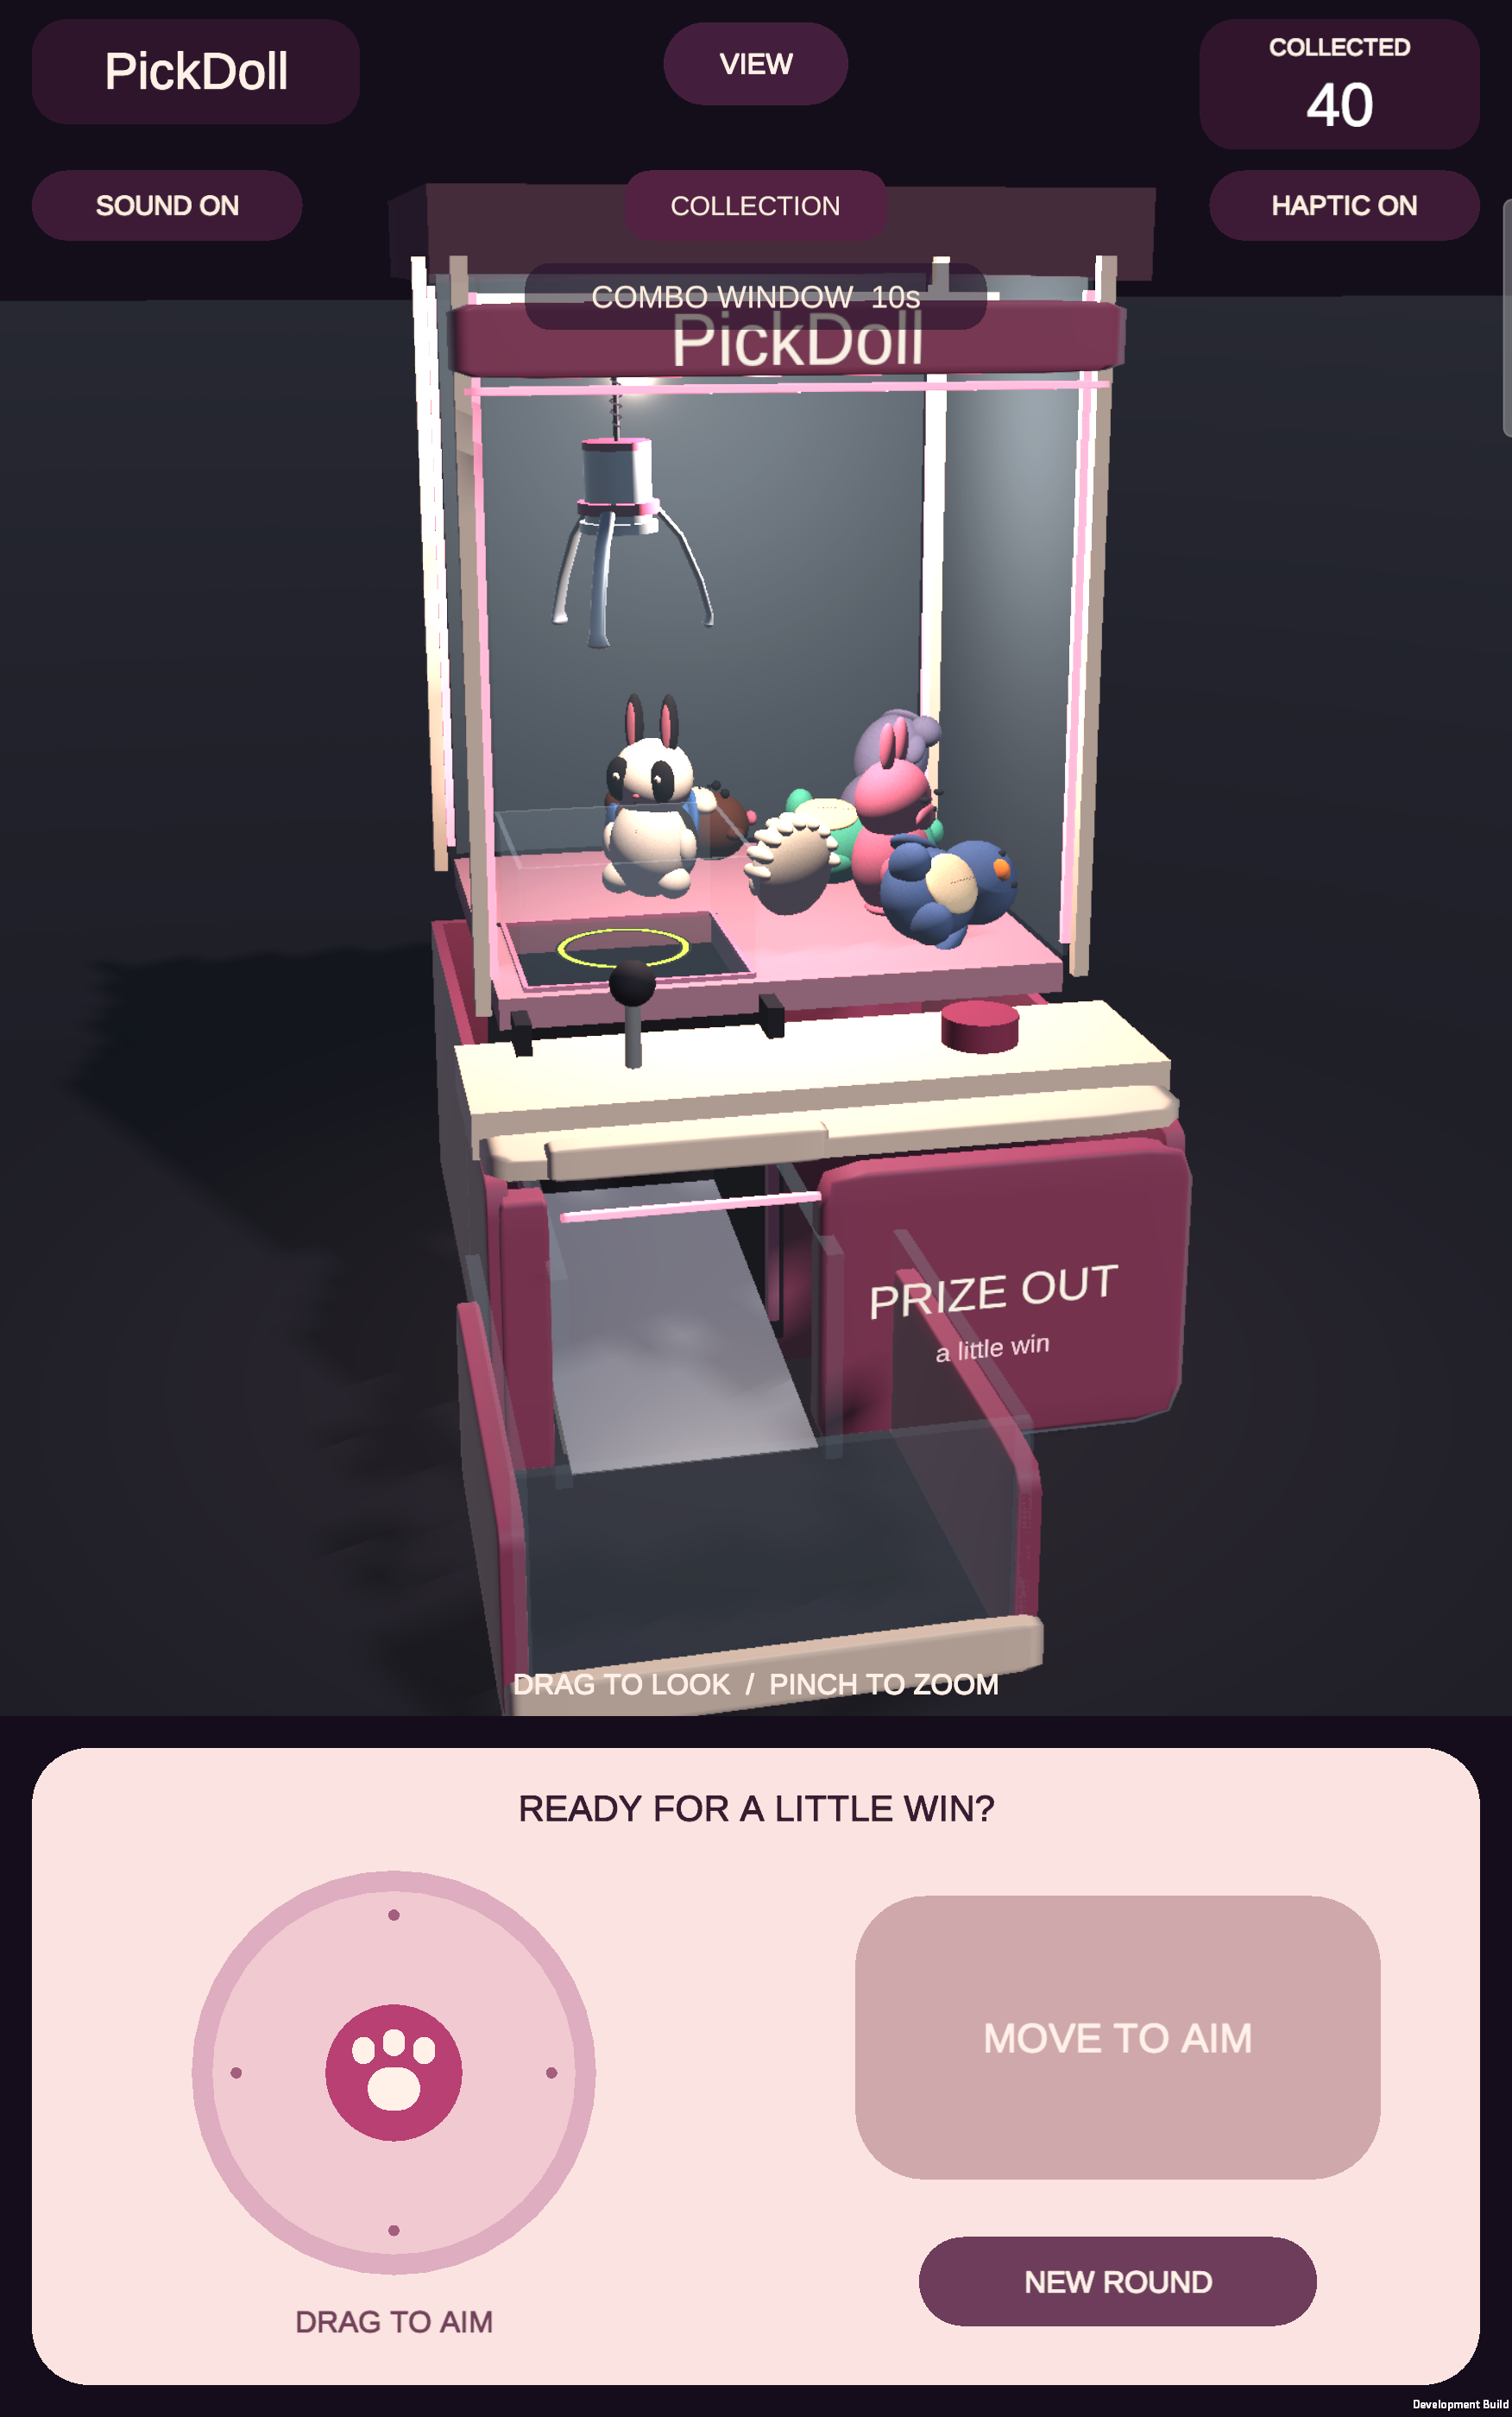 PickDoll
VIEW
COLLECTED
40
SOUND ON
COLLECTION
HAPTIC ON
COMBO WINDOW 10s
PickDoll
PRIZE OUT
a little win
DRAG TO LOOK / PINCH TO ZOOM
READY FOR A LITTLE WIN?
MOVE TO AIM
NEW ROUND
DRAG TO AIM
Development Build